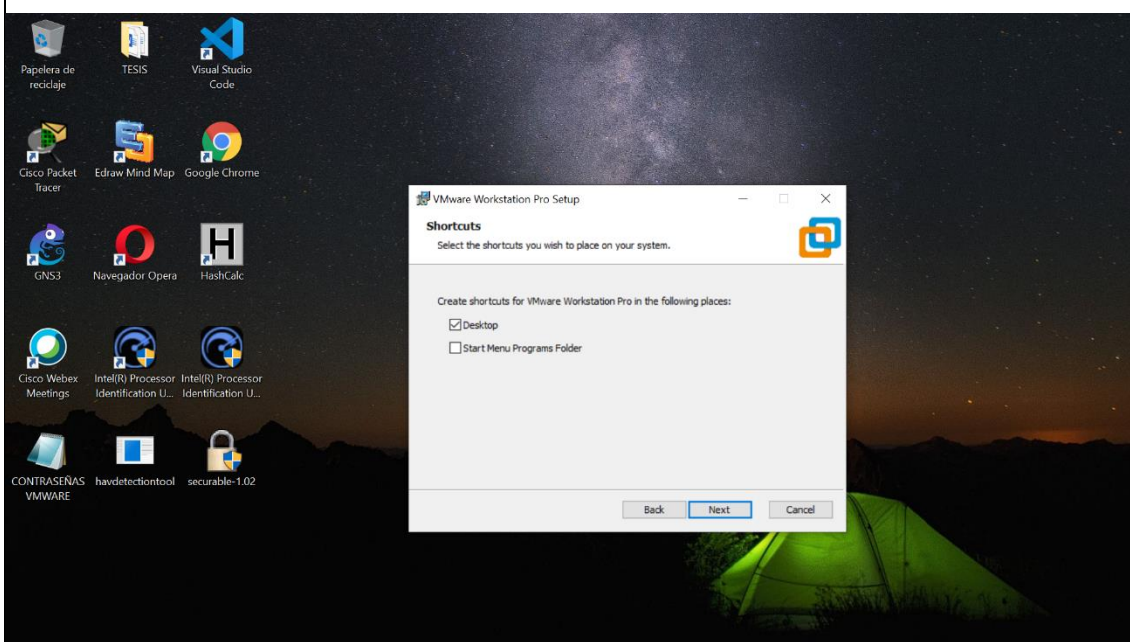 Papelera de
reciclaje
TESIS
Visual Studio
Code
Cisco Packet
Tracer
Edraw Mind Map
Google Chrome
GNS3
Navegador Opera
H
HashCalc
Cisco Webex
Meetings
Intel(R) Processor
Identification U...
Intel(R) Processor
Identification U...
CONTRASEÑAS
VMWARE
havdetectiontool
securable-1.02
VMware Workstation Pro Setup
Shortcuts
Select the shortcuts you wish to place on your system.
Create shortcuts for VMware Workstation Pro in the following places:
Desktop
Start Menu Programs Folder
Back
Next
Cancel